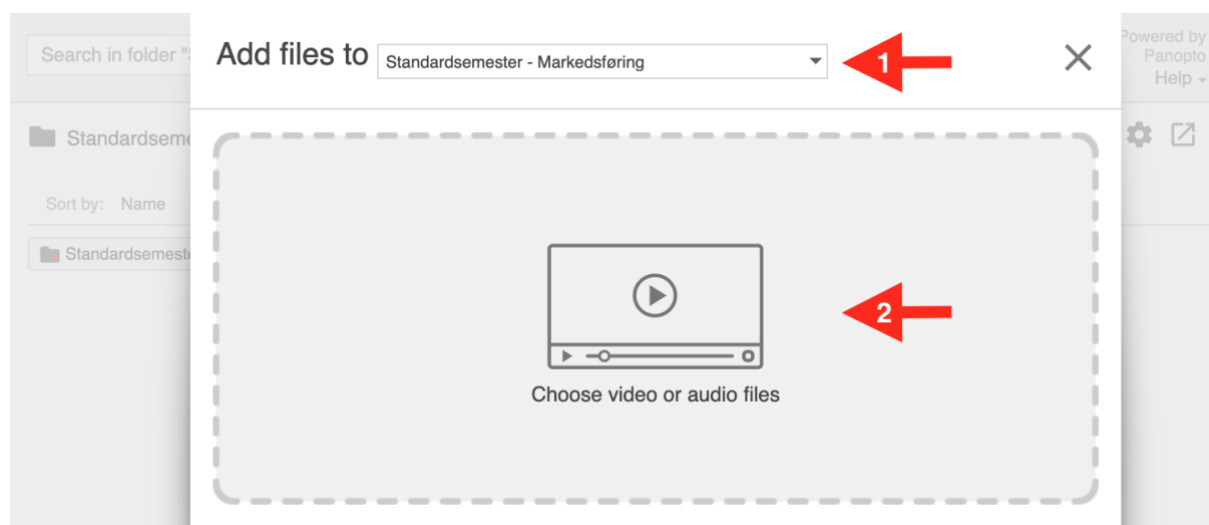 Search in folder "S
Add files to
Standardsemester - Markedsføring
1
Powered by
Panopto
Help
Standardseme
Sort by: Name
Standardsemeste
2
Choose video or audio files